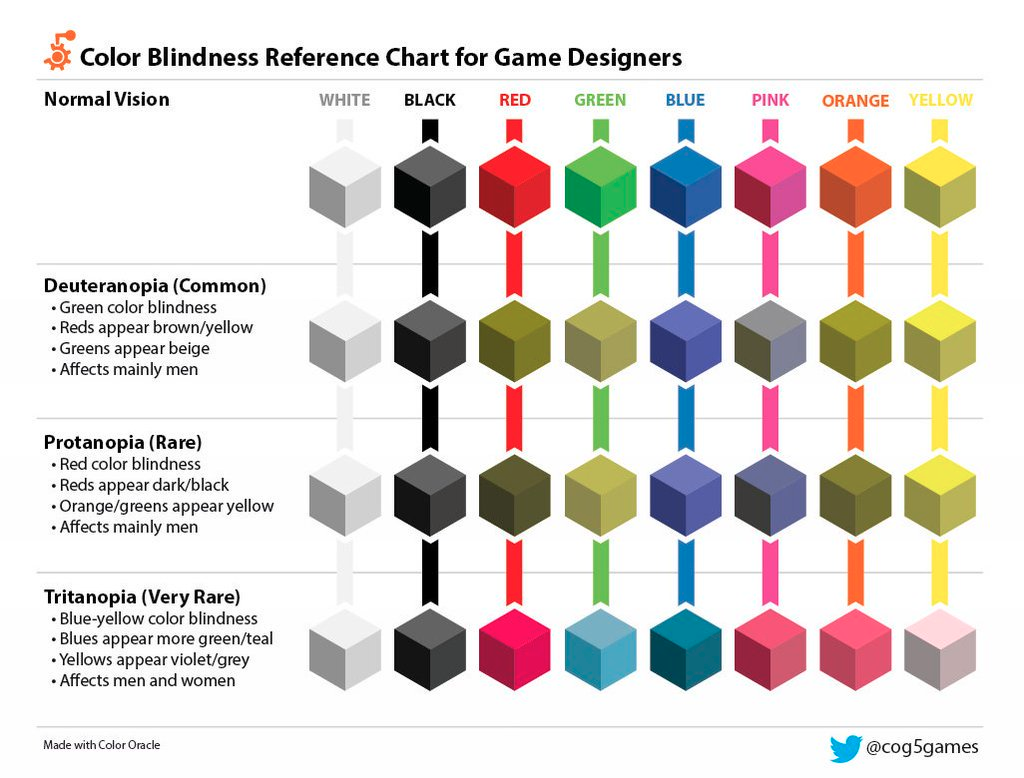 Color Blindness Reference Chart for Game Designers
Normal Vision
WHITE BLACK RED GREEN BLUE PINK ORANGE YELLOW
Deuteranopia (Common)
• Green color blindness
• Reds appear brown/yellow
• Greens appear beige
• Affects mainly men
Protanopia (Rare)
• Red color blindness
• Reds appear dark/black
• Orange/greens appear yellow
• Affects mainly men
Tritanopia (Very Rare)
• Blue-yellow color blindness
• Blues appear more green/teal
• Yellows appear violet/grey
• Affects men and women
Made with Color Oracle
@cog5games